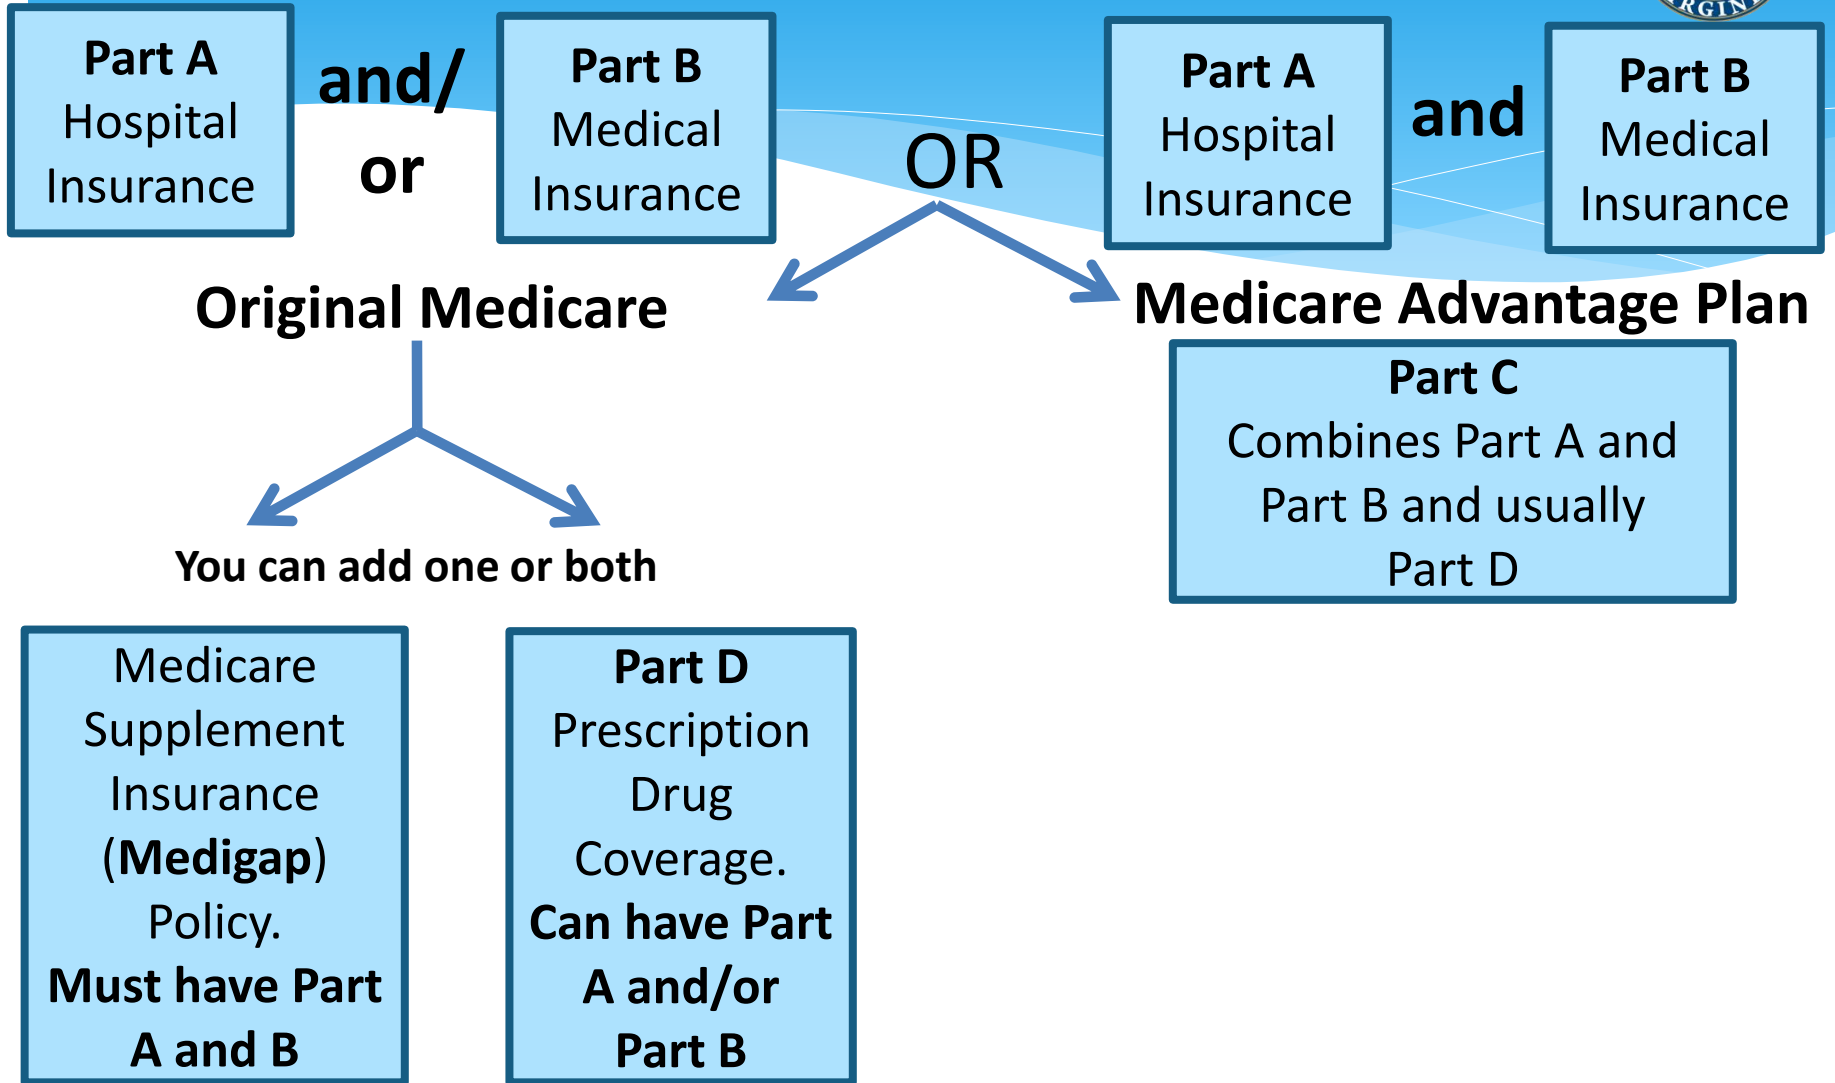 Part A
Hospital
Insurance
and/
or
Part B
Medical
Insurance
OR
Part A
Hospital
Insurance
and
Part B
Medical
Insurance
Original Medicare
Medicare Advantage Plan
Part C
Combines Part A and
Part B and usually
Part D
You can add one or both
Medicare
Supplement
Insurance
(Medigap)
Policy.
Must have Part
A and B
Part D
Prescription
Drug
Coverage.
Can have Part
A and/or
Part B